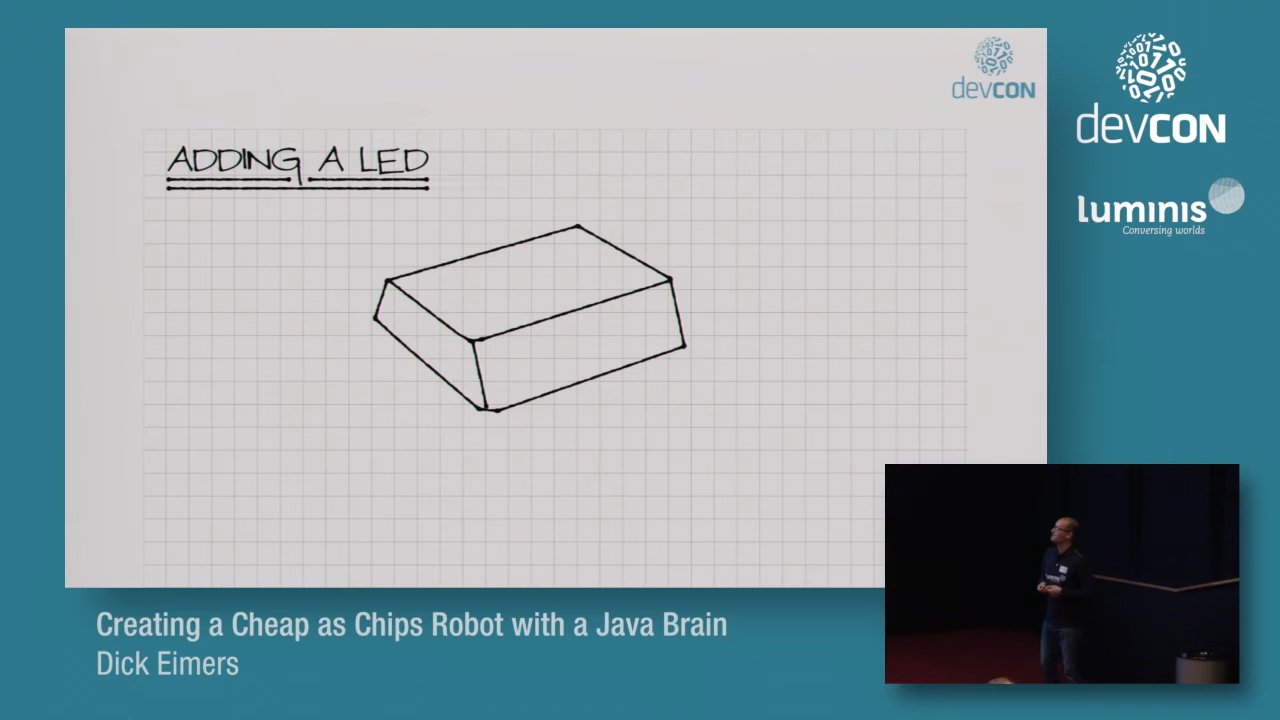 devCON
ADDING A LED
devCON
luminis
Conversing worlds
Creating a Cheap as Chips Robot with a Java Brain
Dick Eimers